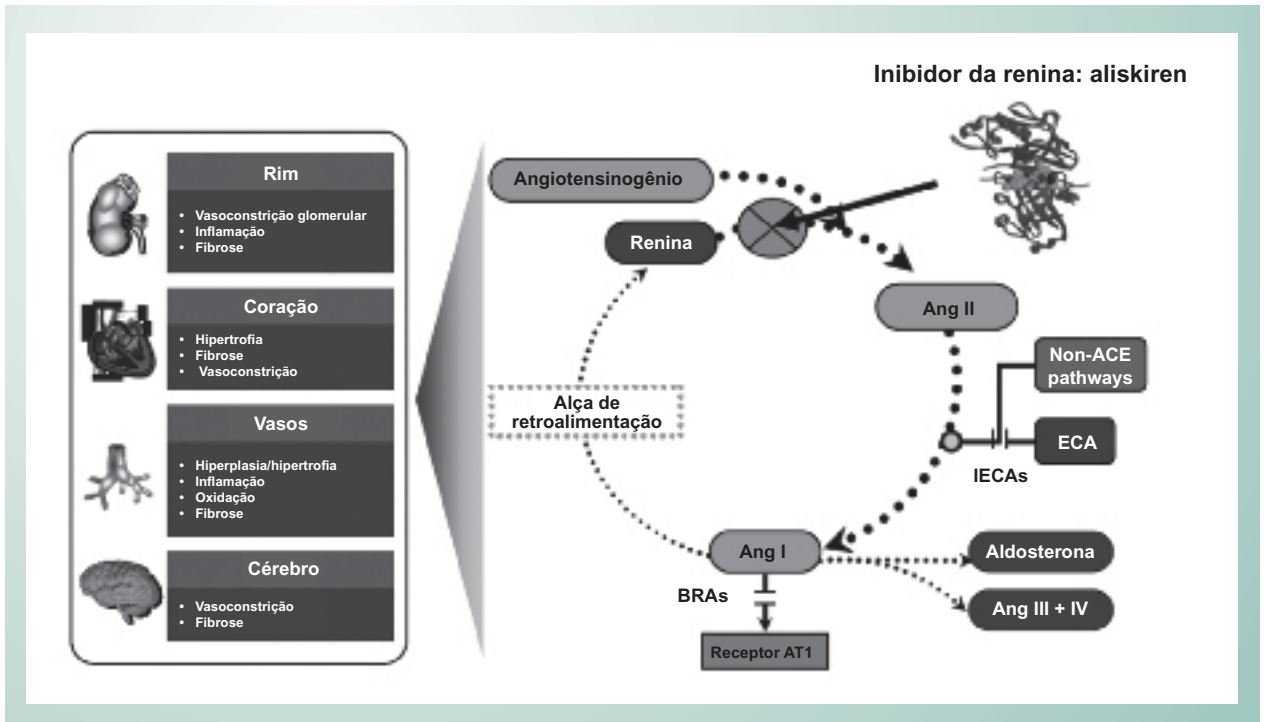 Inibidor da renina: aliskiren
Rim
• Vasoconstrição glomerular
• Inflamação
• Fibrose
Coração
• Hipertrofia
• Fibrose
• Vasoconstrição
Vasos
• Hiperplasia/hipertrofia
• Inflamação
• Oxidação
• Fibrose
Cérebro
• Vasoconstrição
• Fibrose
Angiotensinogênio
Renina
Ang II
Non-ACE
pathways
ECA
IECAs
Alça de
retroalimentação
Ang I
Aldosterona
BRAs
Ang III + IV
Receptor AT1